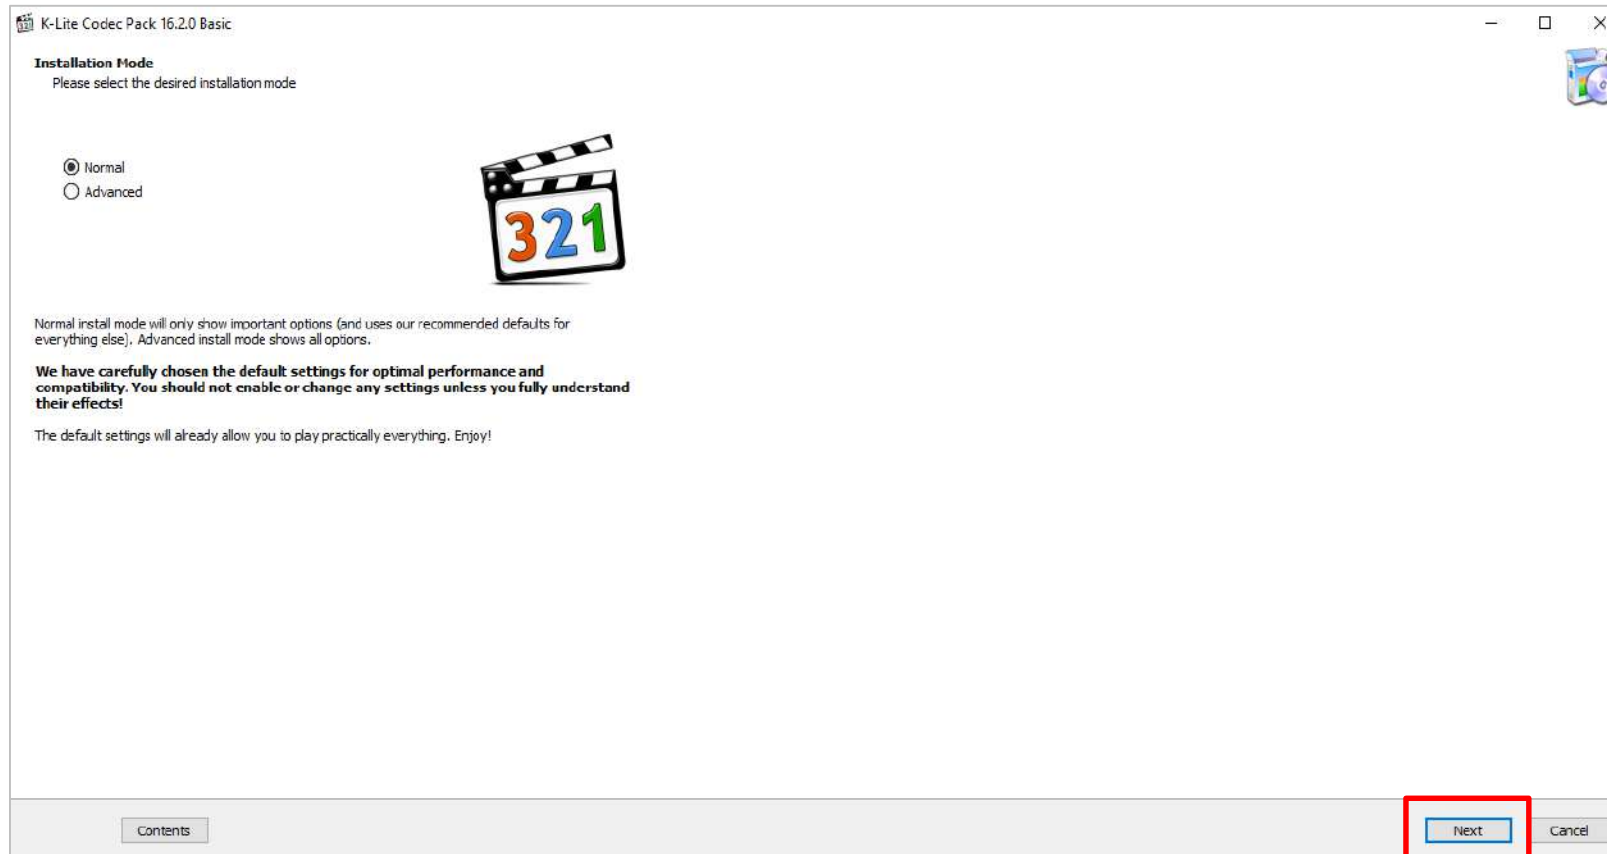 K-Lite Codec Pack 16.2.0 Basic
Installation Mode
Please select the desired installation mode
Normal
Advanced
321
Normal install mode will only show important options (and uses our recommended defaults for
everything else). Advanced install mode shows all options.
We have carefully chosen the default settings for optimal performance and
compatibility. You should not enable or change any settings unless you fully understand
their effects!
The default settings will already allow you to play practically everything. Enjoy!
Contents
Next
Cancel